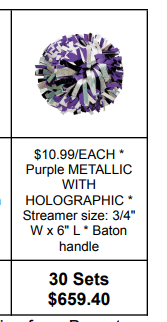 $10.99/EACH *
Purple METALLIC
WITH
HOLOGRAPHIC *
Streamer size: 3/4"
W x 6" L * Baton
handle
30 Sets
$659.40